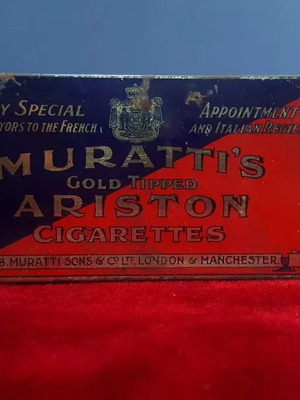 Y SPECIAL APPOINTMENT
YORS TO THE FRENCH AND ITALIAN REGIE
MURATTI'S
GOLD TIPPED
ARISTON
CIGARETTES
B. MURATTI SONS & CO LTD, LONDON & MANCHESTER.